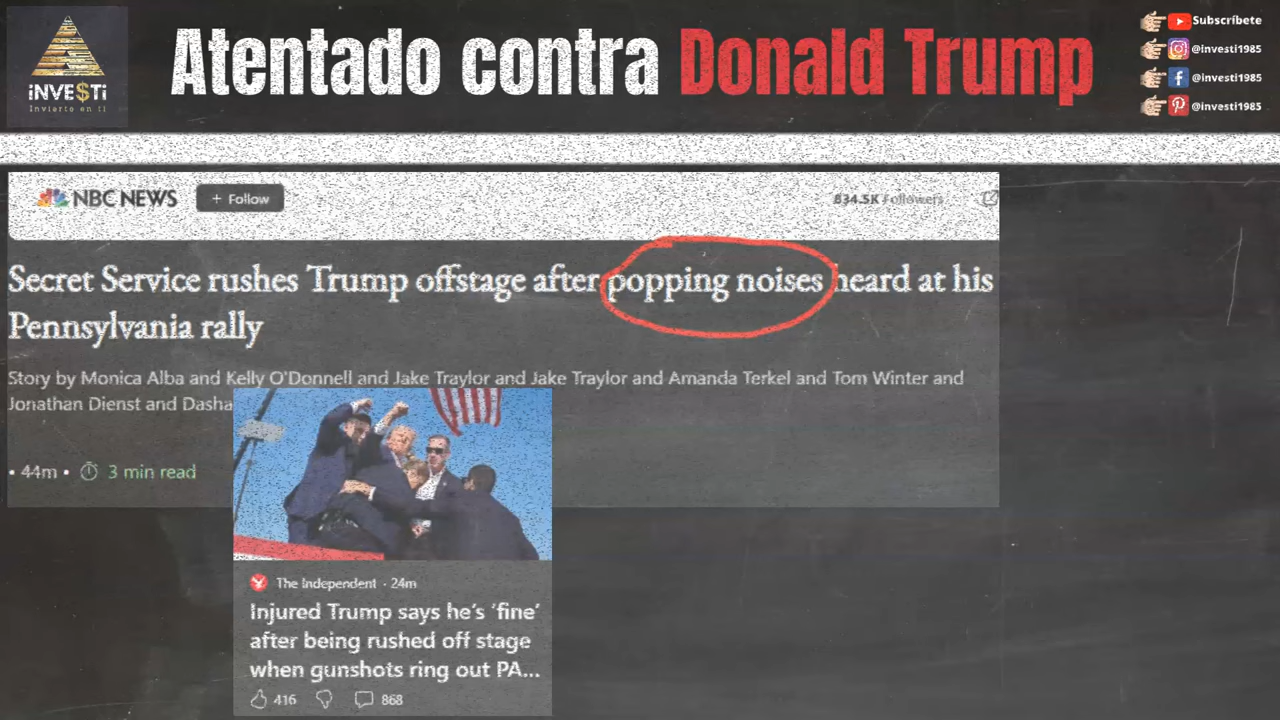 Atentado contra Donald Trump
iNVE$Ti
Invierto en ti
Subscríbete
@investi1985
@investi1985
@investi1985
NBC NEWS
+ Follow
834.5K Followers
Secret Service rushes Trump offstage after popping noises heard at his
Pennsylvania rally
Story by Monica Alba and Kelly O'Donnell and Jake Traylor and Jake Traylor and Amanda Terkel and Tom Winter and
Jonathan Dienst and Dasha
• 44m • 3 min read
The Independent · 24m
Injured Trump says he's 'fine'
after being rushed off stage
when gunshots ring out PA...
416 868